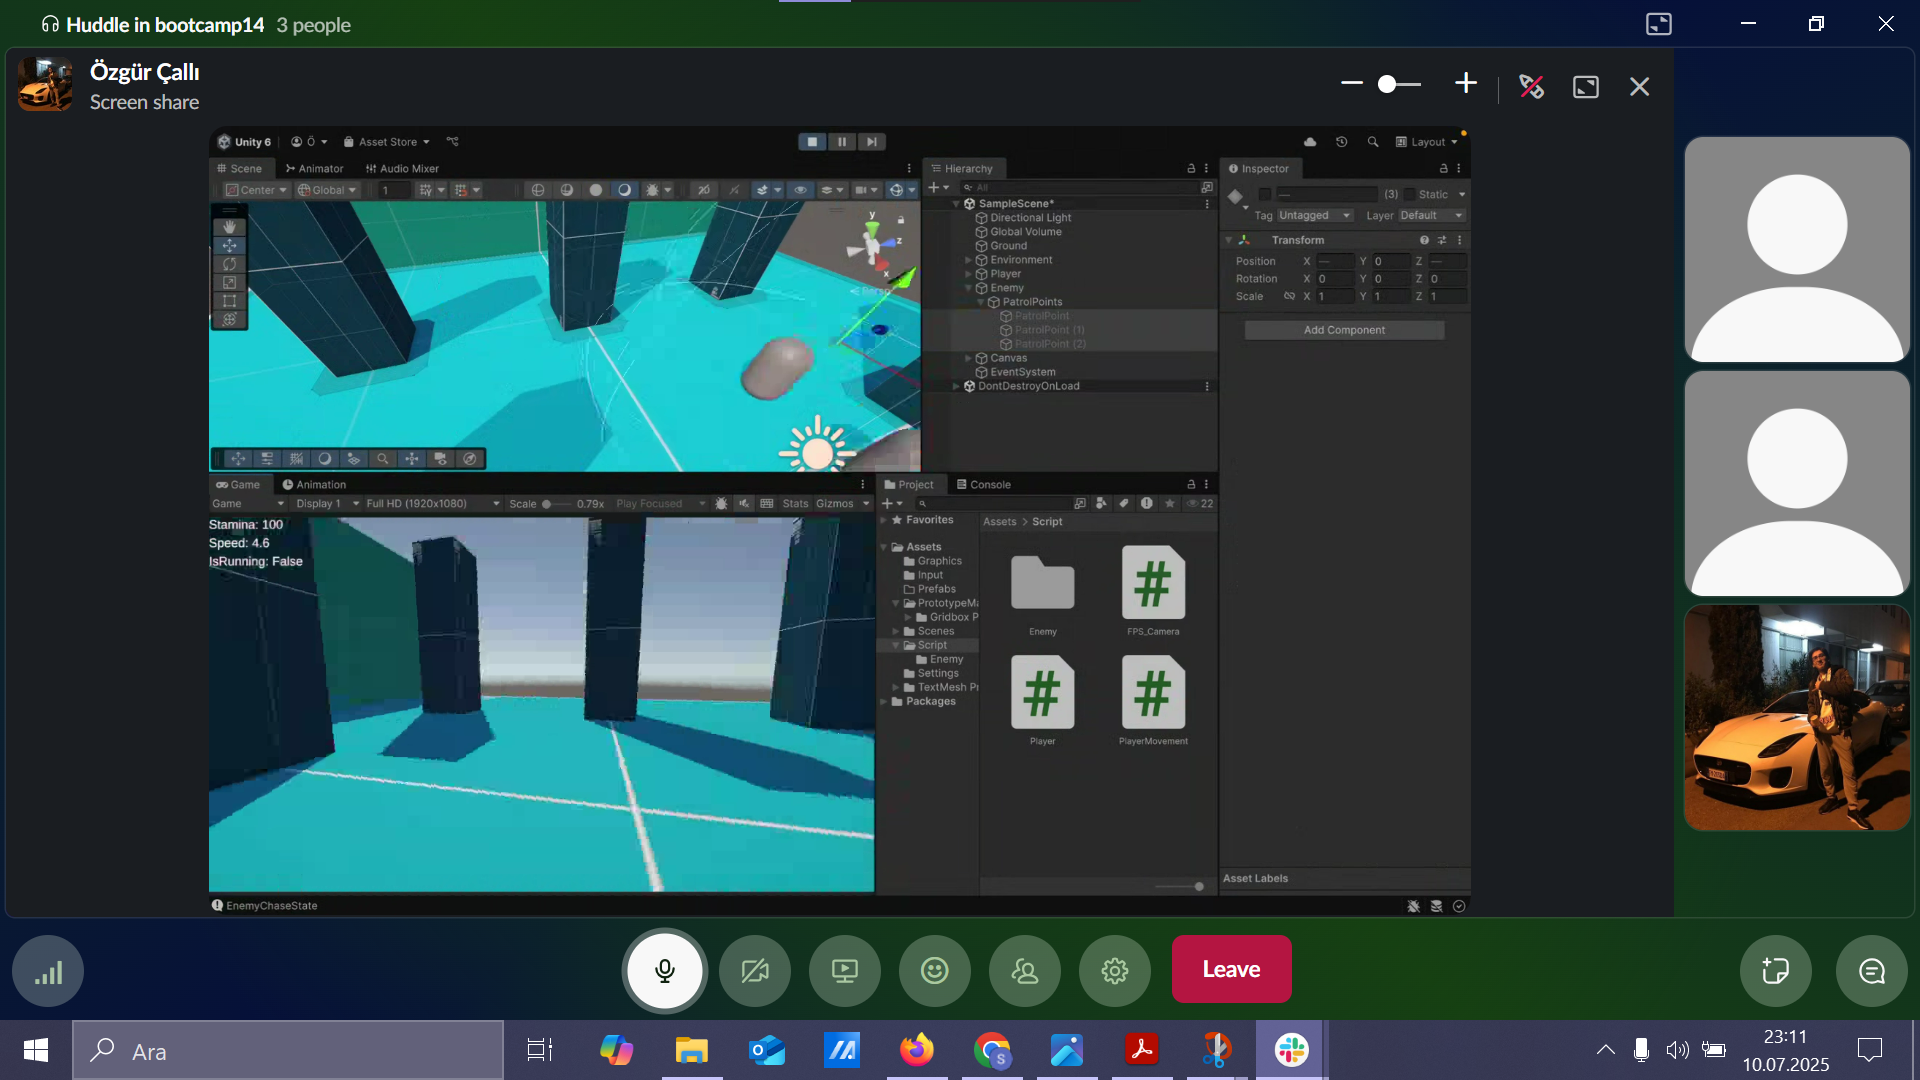 Huddle in bootcamp14 3 people
Özgür Çallı
Screen share
Unity 6 Ö Asset Store Layout
Scene Animator Audio Mixer
Center Global 1
y
z
x
Persp
Hierarchy
All
SampleScene*
Directional Light
Global Volume
Ground
Environment
Player
Enemy
PatrolPoints
PatrolPoint
PatrolPoint (1)
PatrolPoint (2)
Canvas
EventSystem
DontDestroyOnLoad
Inspector
— (3) Static
Tag Untagged Layer Default
Transform
Position X — Y 0 Z —
Rotation X 0 Y 0 Z 0
Scale X 1 Y 1 Z 1
Add Component
Game Animation
Game Display 1 Full HD (1920x1080) Scale 0.79x Play Focused Stats Gizmos
Stamina: 100
Speed: 4.6
IsRunning: False
Project Console
22
Favorites
Assets
Graphics
Input
Prefabs
PrototypeMa
Gridbox P
Scenes
Script
Enemy
Settings
TextMesh Pr
Packages
Assets > Script
Enemy
FPS_Camera
Player
PlayerMovement
Asset Labels
EnemyChaseState
Leave
Ara
S
23:11
10.07.2025